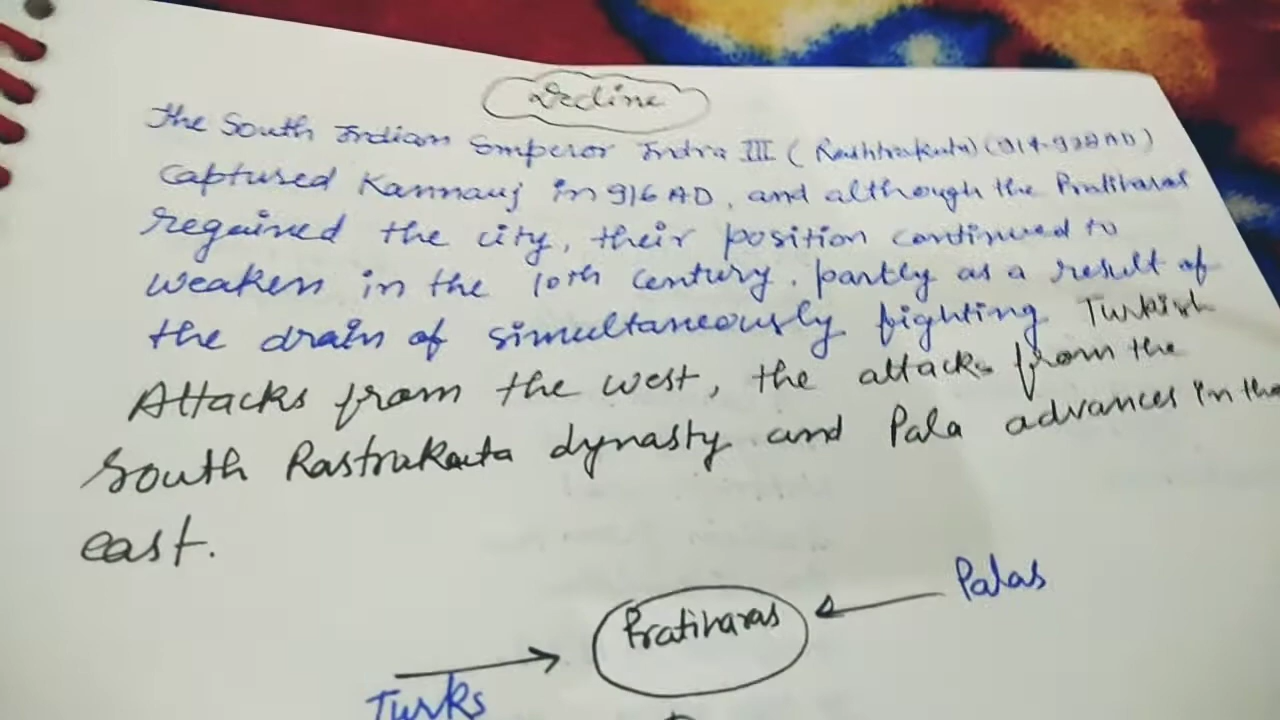 Decline
The South Indian Emperor Indra III (Rashtrakuta) (914-928 AD)
Captured Kannauj in 916 AD, and although the Pratiharas
regained the city, their position continued to
weaken in the 10th century, partly as a result of
the drain of simultaneously fighting Turkish
Attacks from the west, the attacks from the
South Rastrakuta dynasty and Pala advances in the
east.
Palas
Pratiharas
Turks